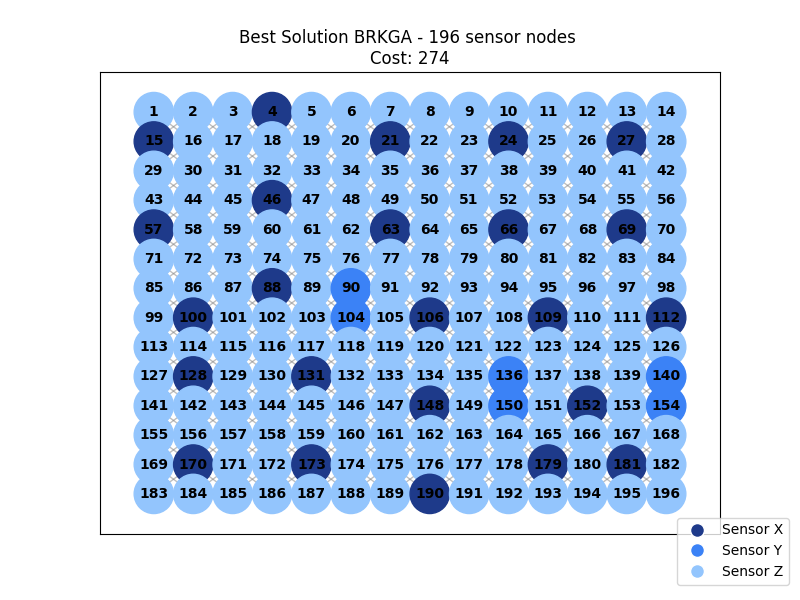 Best Solution BRKGA - 196 sensor nodes
Cost: 274
1 2 3 4 5 6 7 8 9 10 11 12 13 14
15 16 17 18 19 20 21 22 23 24 25 26 27 28
29 30 31 32 33 34 35 36 37 38 39 40 41 42
43 44 45 46 47 48 49 50 51 52 53 54 55 56
57 58 59 60 61 62 63 64 65 66 67 68 69 70
71 72 73 74 75 76 77 78 79 80 81 82 83 84
85 86 87 88 89 90 91 92 93 94 95 96 97 98
99 100 101 102 103 104 105 106 107 108 109 110 111 112
113 114 115 116 117 118 119 120 121 122 123 124 125 126
127 128 129 130 131 132 133 134 135 136 137 138 139 140
141 142 143 144 145 146 147 148 149 150 151 152 153 154
155 156 157 158 159 160 161 162 163 164 165 166 167 168
169 170 171 172 173 174 175 176 177 178 179 180 181 182
183 184 185 186 187 188 189 190 191 192 193 194 195 196
Sensor X
Sensor Y
Sensor Z